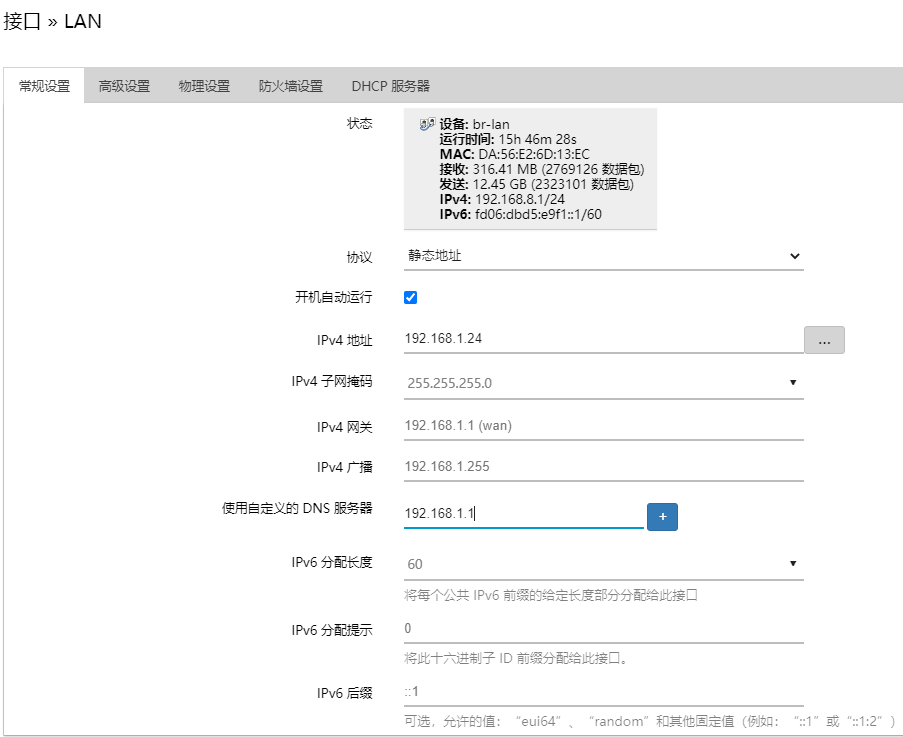 接口 » LAN
常规设置 高级设置 物理设置 防火墙设置 DHCP 服务器
状态
设备: br-lan
运行时间: 15h 46m 28s
MAC: DA:56:E2:6D:13:EC
接收: 316.41 MB (2769126 数据包)
发送: 12.45 GB (2323101 数据包)
IPv4: 192.168.8.1/24
IPv6: fd06:dbd5:e9f1::1/60
协议 静态地址
开机自动运行
IPv4 地址 192.168.1.24 ...
IPv4 子网掩码 255.255.255.0
IPv4 网关 192.168.1.1 (wan)
IPv4 广播 192.168.1.255
使用自定义的 DNS 服务器 192.168.1.1 +
IPv6 分配长度 60
将每个公共 IPv6 前缀的给定长度部分分配给此接口
IPv6 分配提示 0
将此十六进制子 ID 前缀分配给此接口。
IPv6 后缀 ::1
可选，允许的值：“eui64”、“random”和其他固定值（例如：“::1”或“::1:2”）